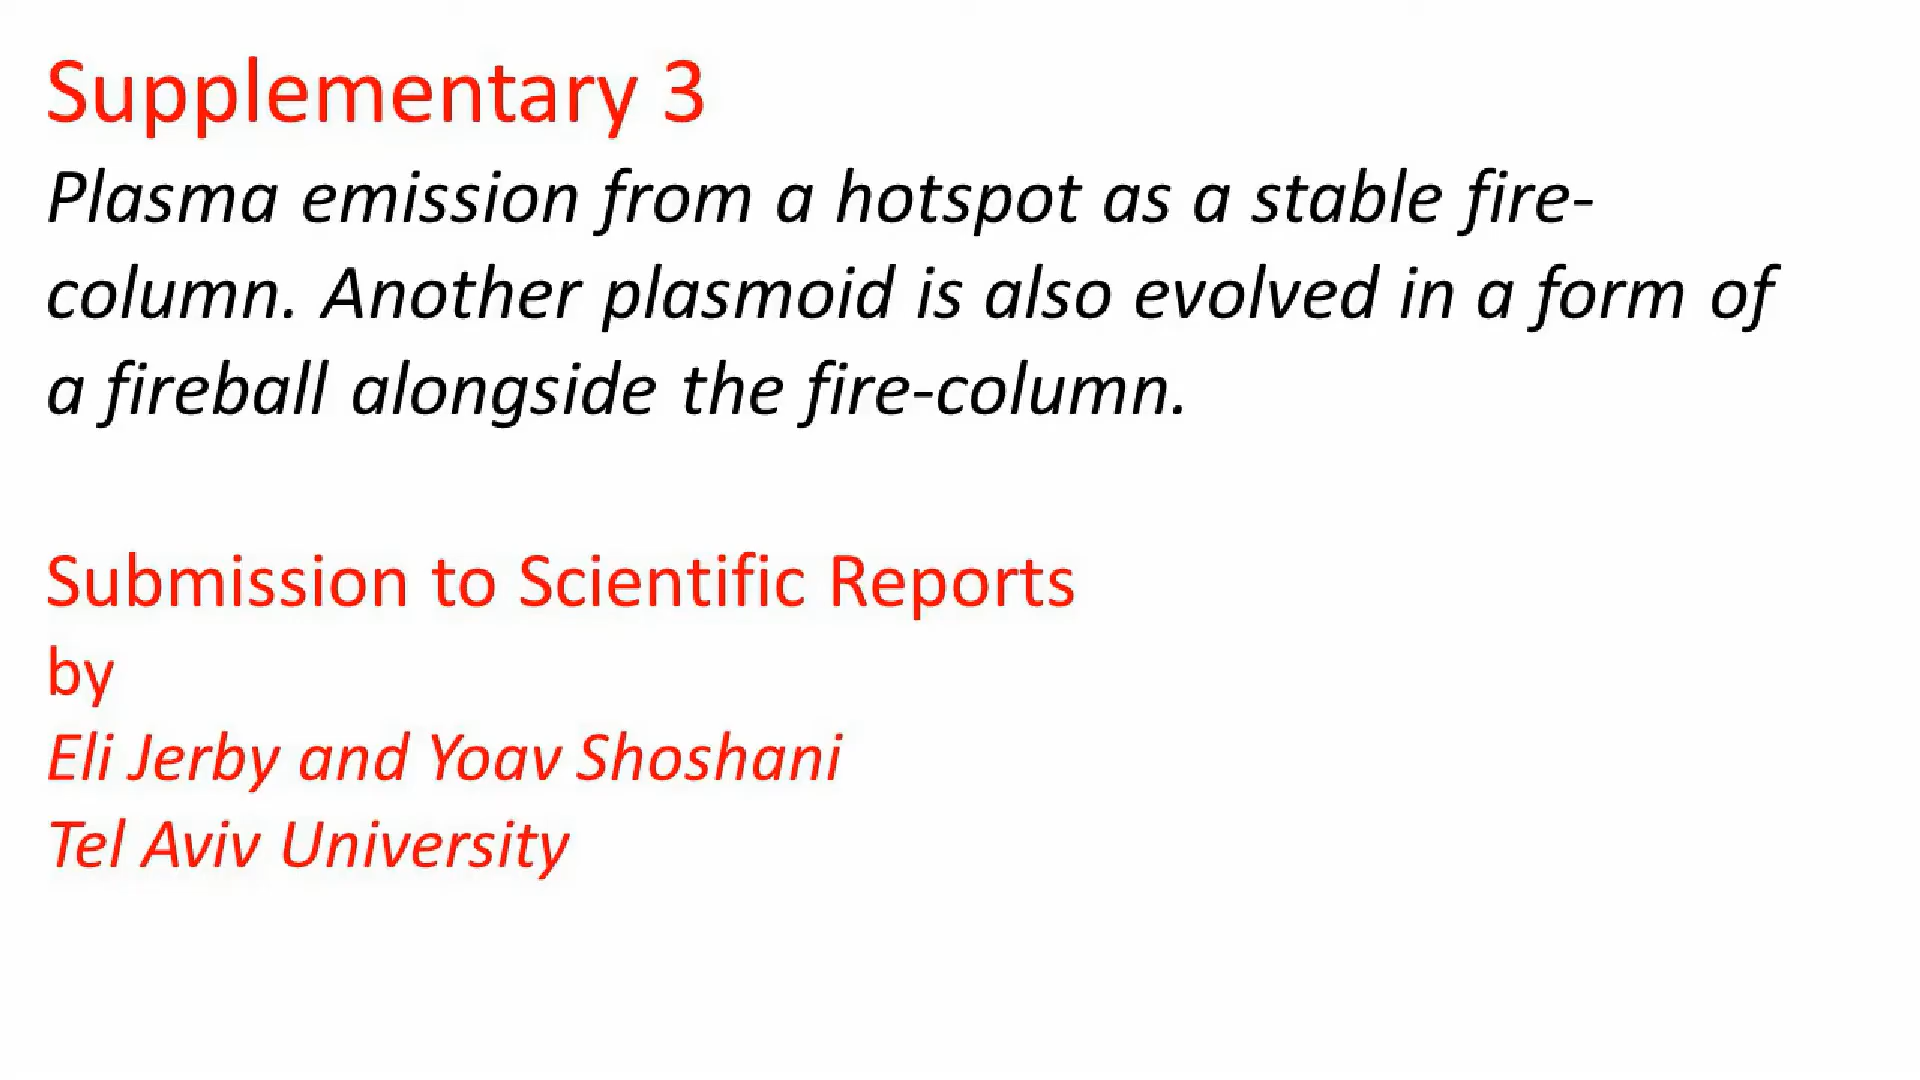 Supplementary 3
Plasma emission from a hotspot as a stable fire-
column. Another plasmoid is also evolved in a form of
a fireball alongside the fire-column.
Submission to Scientific Reports
by
Eli Jerby and Yoav Shoshani
Tel Aviv University